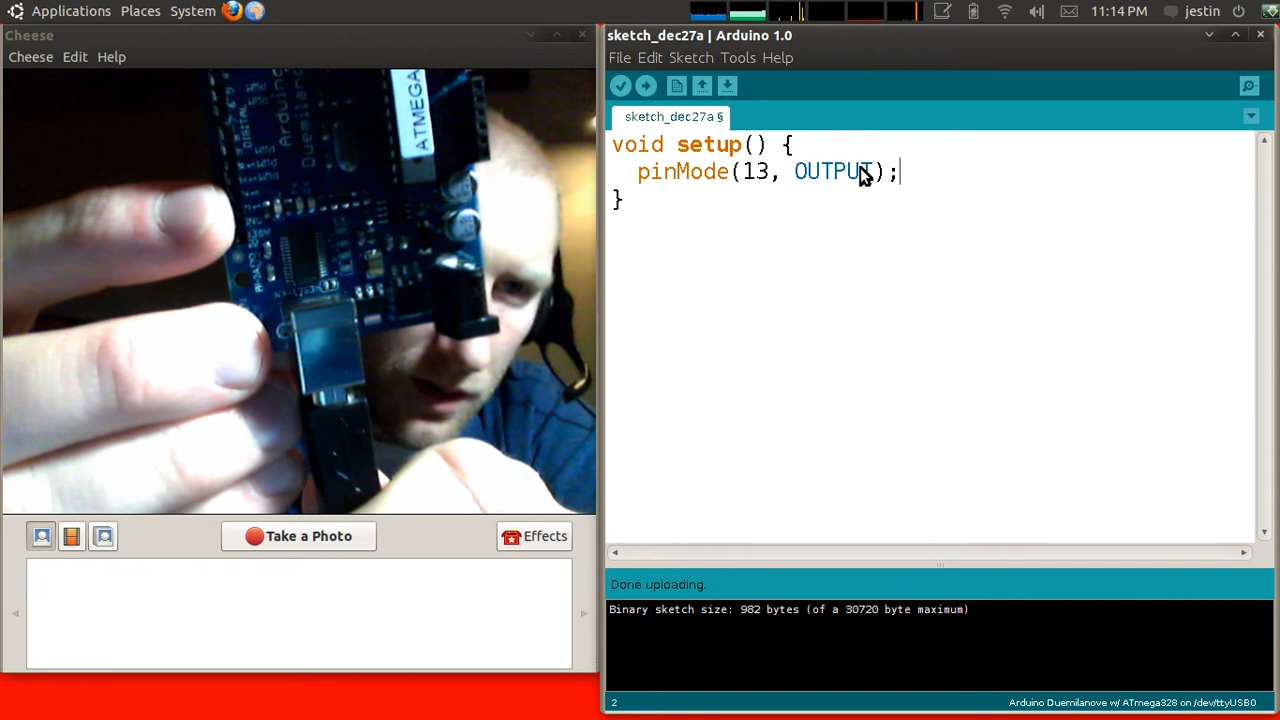 Applications Places System
11:14 PM jestin
Cheese
Cheese Edit Help
DIGITAL
Arduino
Duemilano
ATMEGA
Take a Photo
Effects
sketch_dec27a | Arduino 1.0
File Edit Sketch Tools Help
sketch_dec27a §
void setup() {
pinMode(13, OUTPUT);
}
Done uploading.
Binary sketch size: 982 bytes (of a 30720 byte maximum)
2
Arduino Duemilanove w/ ATmega328 on /dev/ttyUSB0